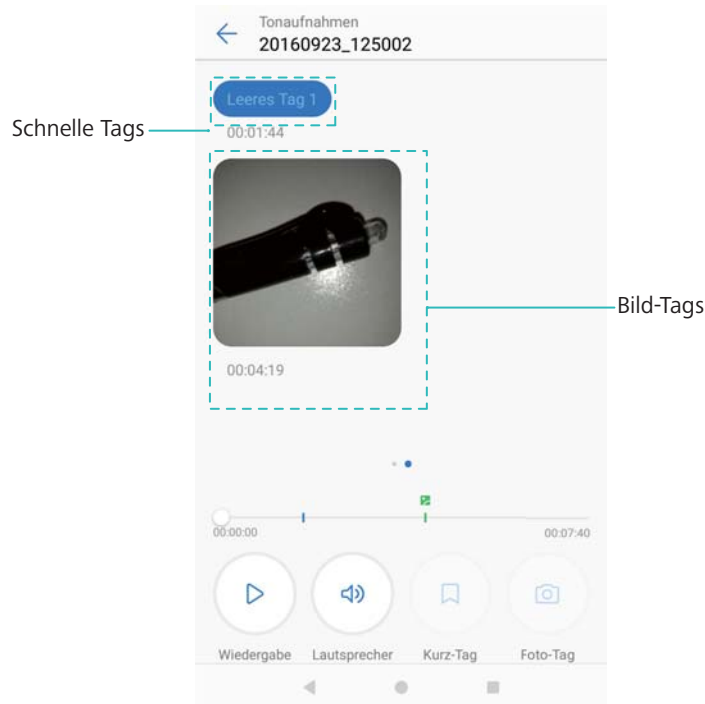 Tonaufnahmen
20160923_125002
Leeres Tag 1
Schnelle Tags
00:01:44
Bild-Tags
00:04:19
00:00:00
00:07:40
Wiedergabe
Lautsprecher
Kurz-Tag
Foto-Tag